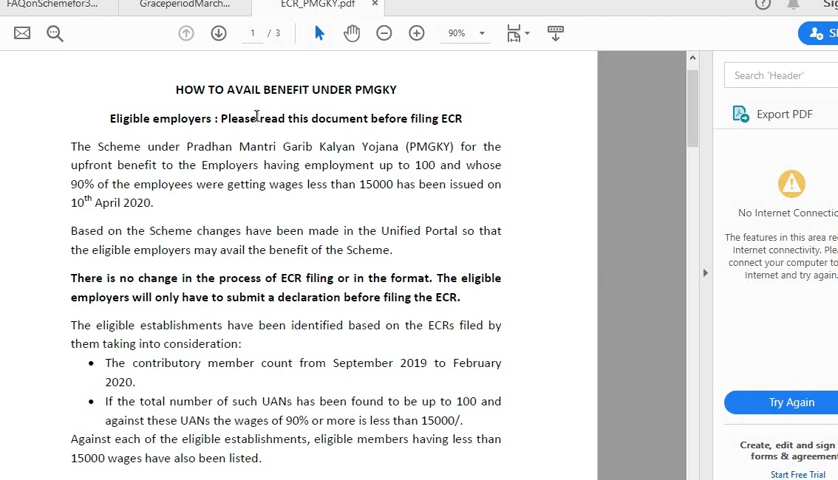 FAQonSchemefor3...
GraceperiodMarch...
ECR_PMGKY.pdf ×
1 / 3
90%
HOW TO AVAIL BENEFIT UNDER PMGKY
Eligible employers : Please read this document before filing ECR
The Scheme under Pradhan Mantri Garib Kalyan Yojana (PMGKY) for the
upfront benefit to the Employers having employment up to 100 and whose
90% of the employees were getting wages less than 15000 has been issued on
10th April 2020.
Based on the Scheme changes have been made in the Unified Portal so that
the eligible employers may avail the benefit of the Scheme.
There is no change in the process of ECR filing or in the format. The eligible
employers will only have to submit a declaration before filing the ECR.
The eligible establishments have been identified based on the ECRs filed by
them taking into consideration:
• The contributory member count from September 2019 to February
2020.
• If the total number of such UANs has been found to be up to 100 and
against these UANs the wages of 90% or more is less than 15000/.
Against each of the eligible establishments, eligible members having less than
15000 wages have also been listed.
Search 'Header'
Export PDF
No Internet Connectio
The features in this area re
Internet connectivity. Ple
connect your computer to
Internet and try again.
Try Again
Create, edit and sign
forms & agreemen
Start Free Trial